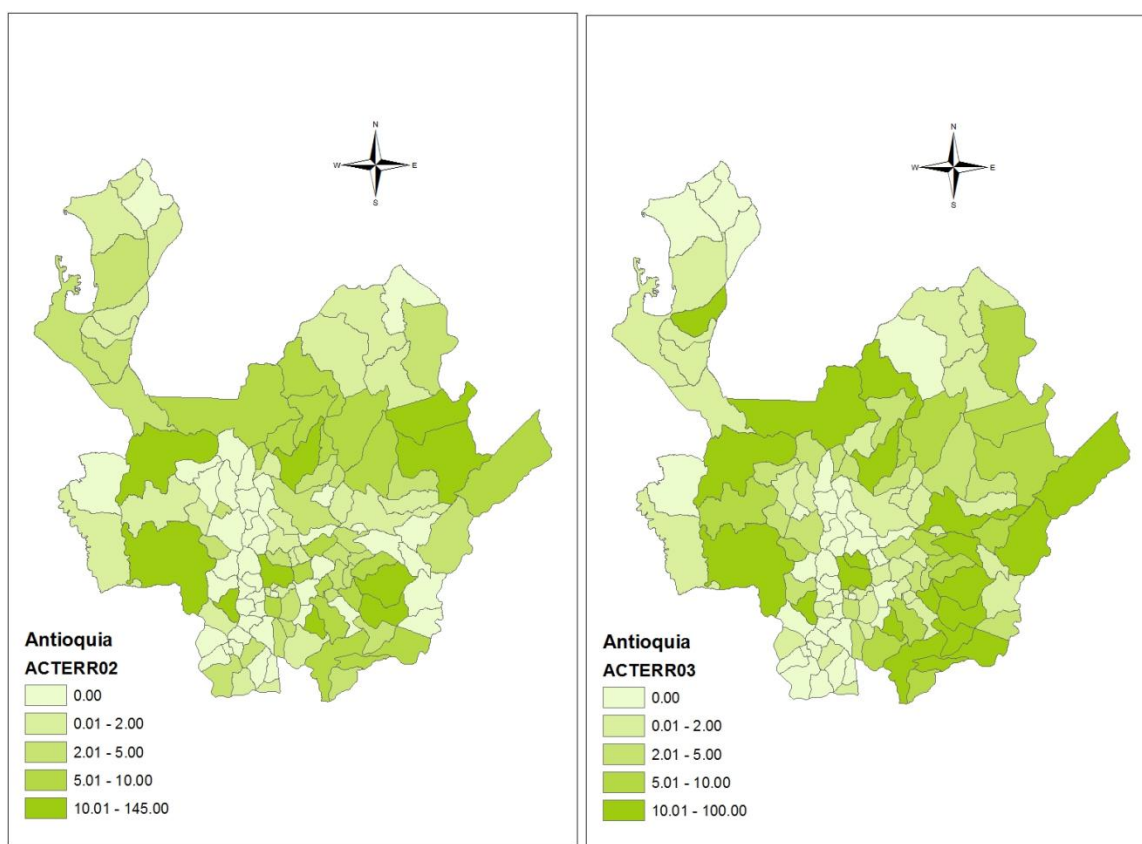 N
W E
S
Antioquia
ACTERR02
0.00
0.01 - 2.00
2.01 - 5.00
5.01 - 10.00
10.01 - 145.00
N
W E
S
Antioquia
ACTERR03
0.00
0.01 - 2.00
2.01 - 5.00
5.01 - 10.00
10.01 - 100.00